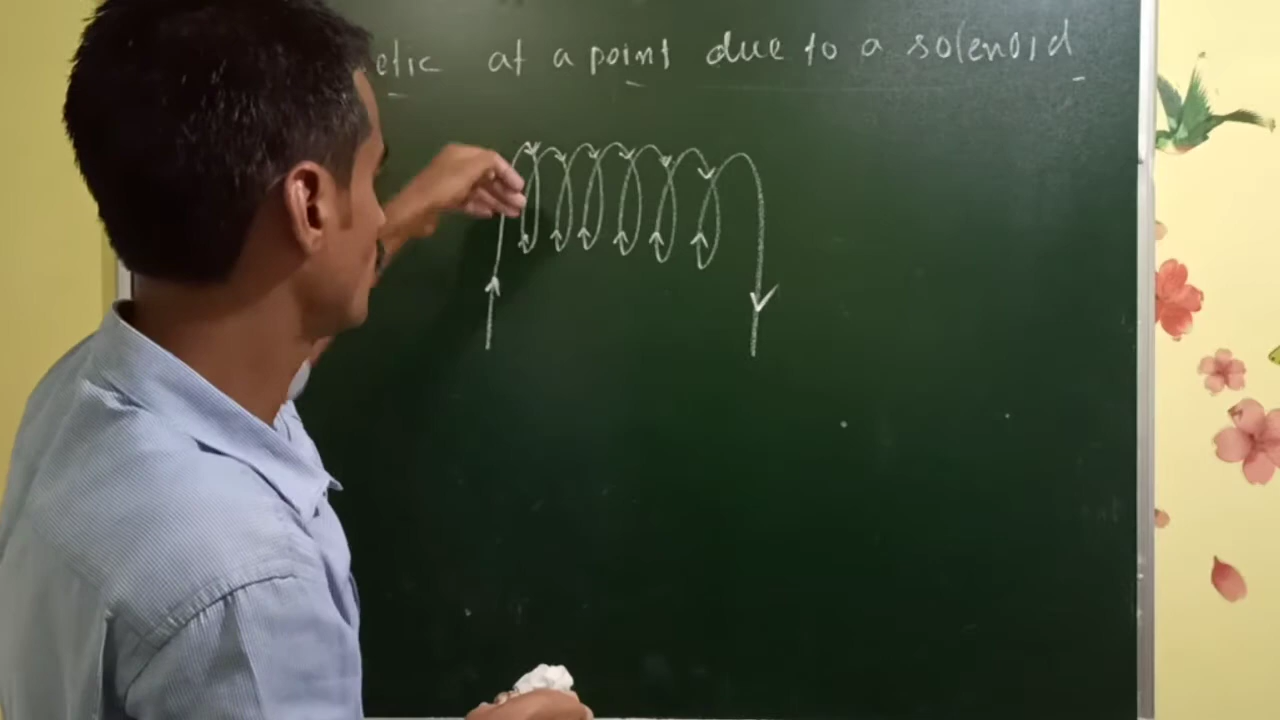 etic at a point due to a solenoid